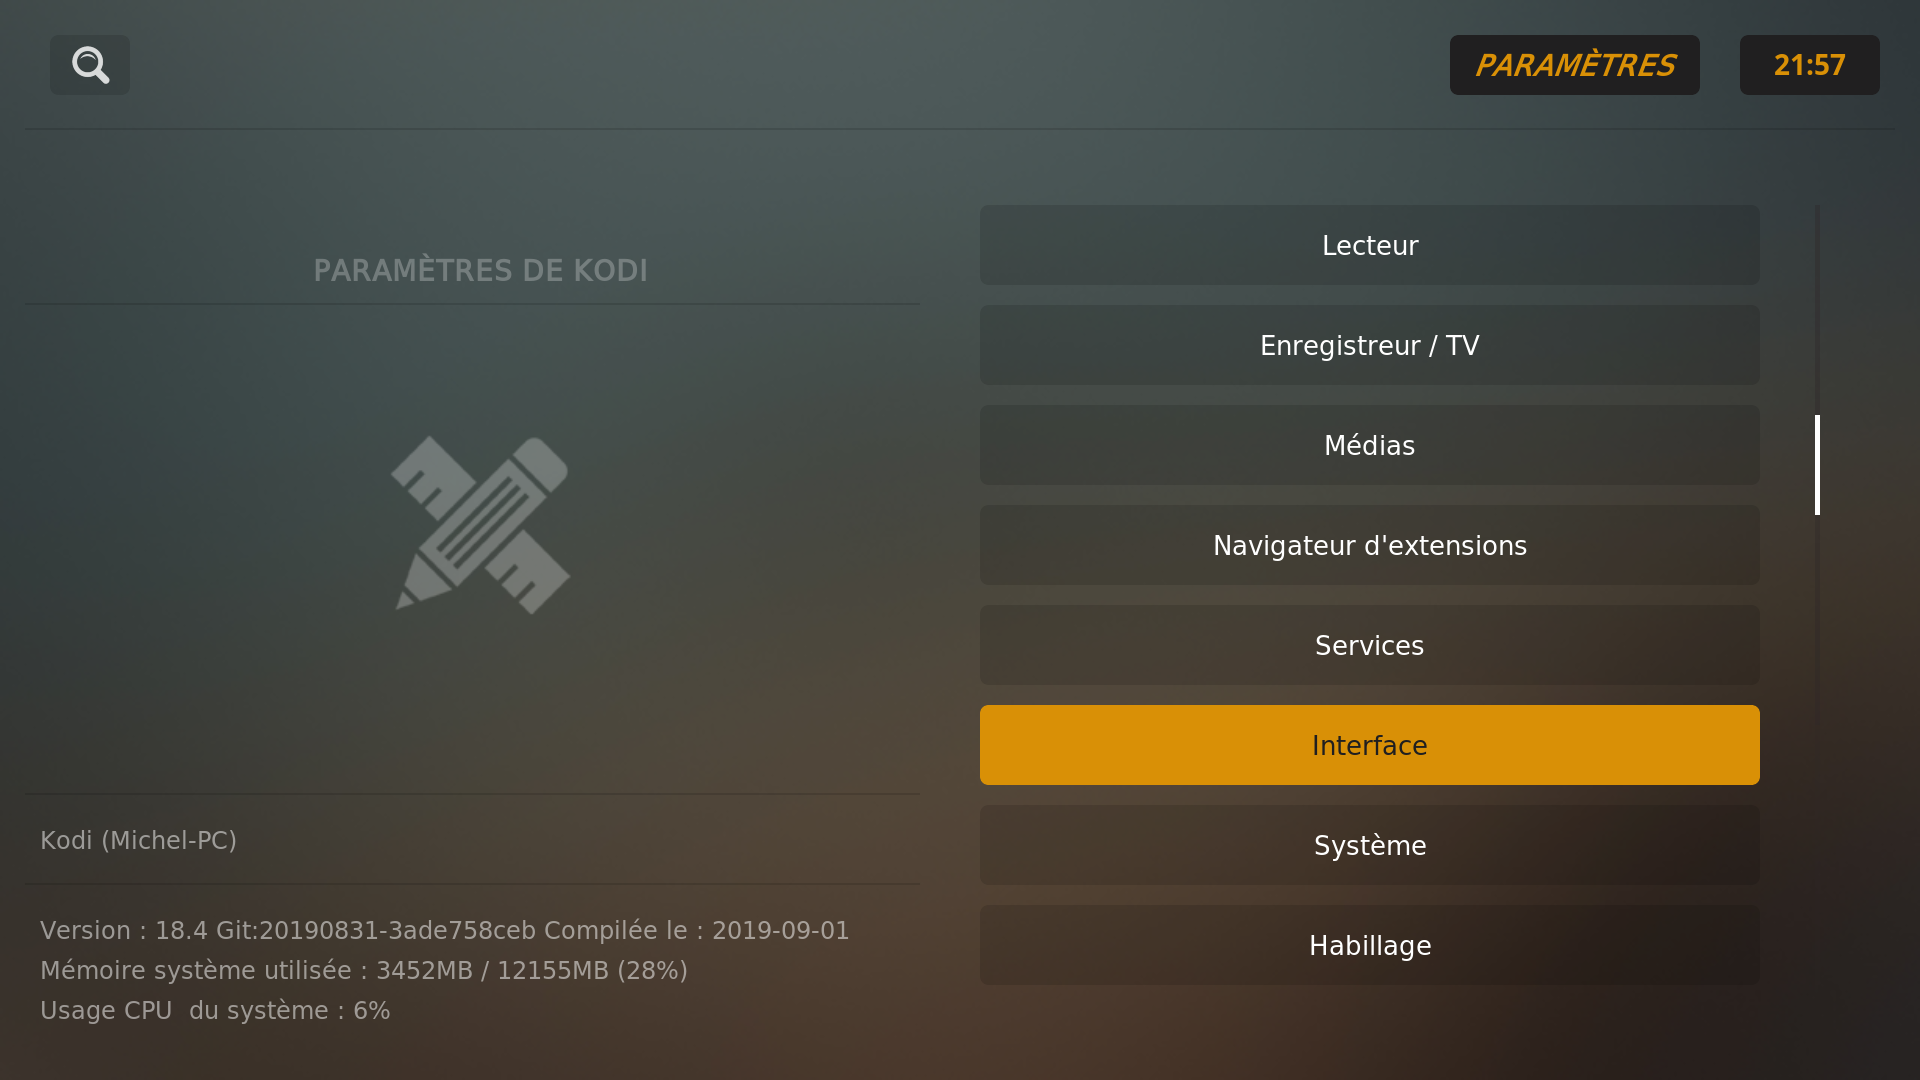 PARAMÈTRES
21:57
PARAMÈTRES DE KODI
Lecteur
Enregistreur / TV
Médias
Navigateur d'extensions
Services
Interface
Système
Habillage
Kodi (Michel-PC)
Version : 18.4 Git:20190831-3ade758ceb Compilée le : 2019-09-01
Mémoire système utilisée : 3452MB / 12155MB (28%)
Usage CPU  du système : 6%